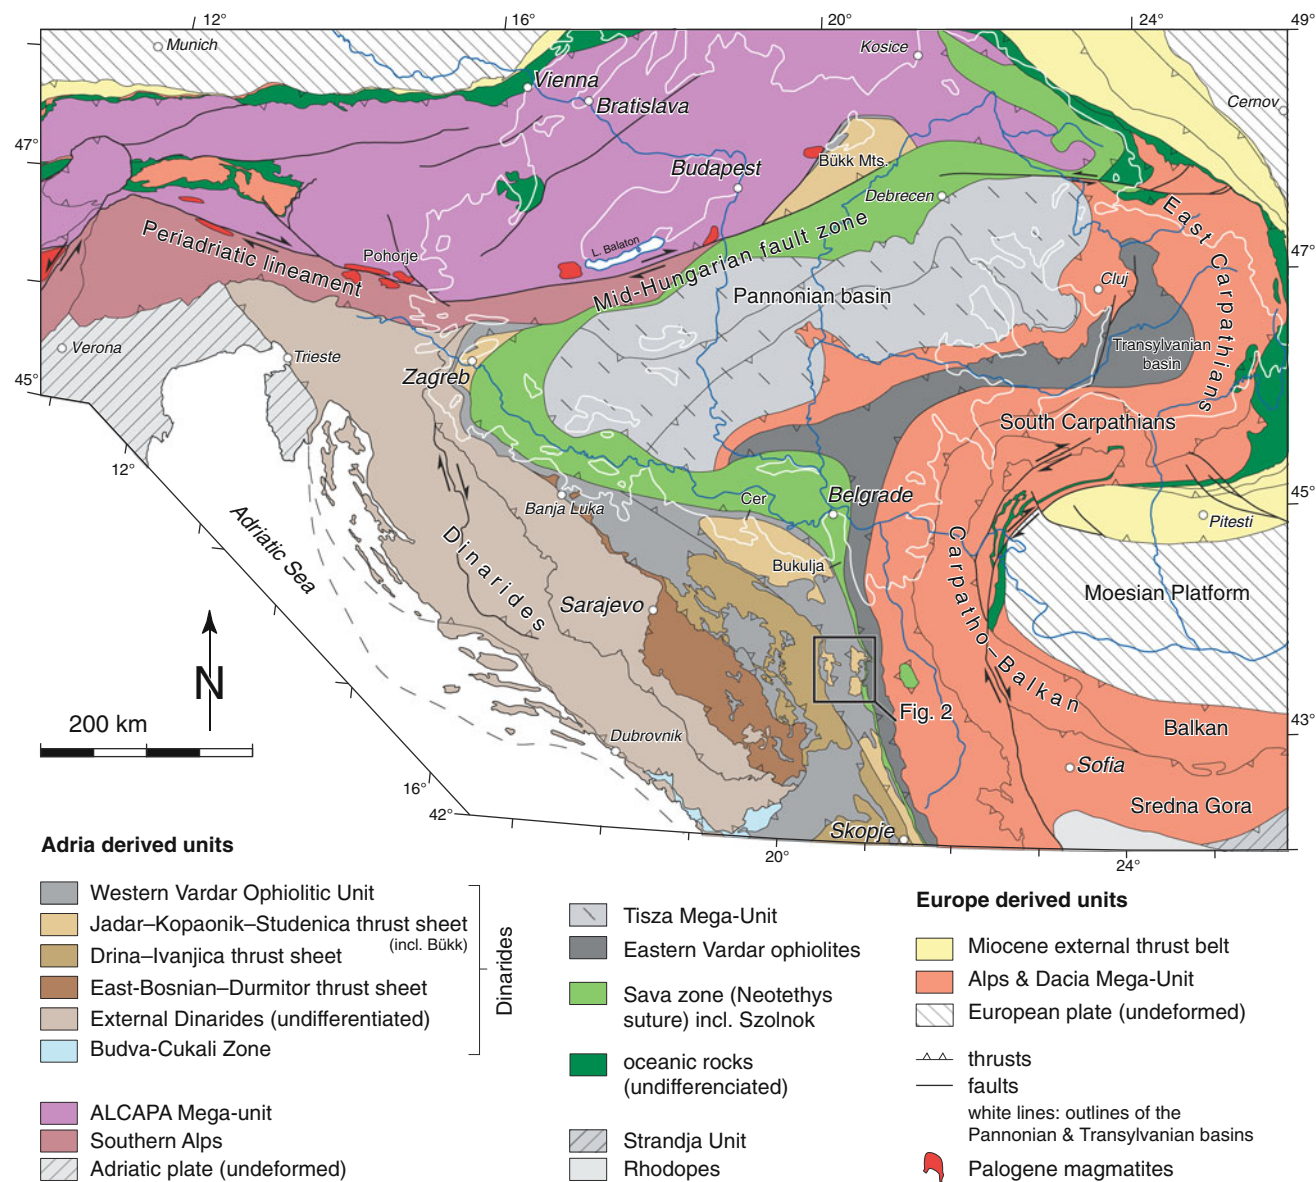 12°
16°
20°
24°
49°
Munich
Kosice
Vienna
Bratislava
Cernov
47°
Budapest
Bükk Mts.
Debrecen
East Carpathians
47°
Periadriatic lineament
Pohorje
L. Balaton
Mid-Hungarian fault zone
Cluj
Pannonian basin
Verona
Trieste
Transylvanian
basin
45°
Zagreb
South Carpathians
12°
Banja Luka
Cer
Belgrade
45°
Pitesti
Adriatic Sea
Dinarides
Bukulja
Carpatho–Balkan
Moesian Platform
Sarajevo
N
Fig. 2
200 km
Dubrovnik
43°
Balkan
Sofia
16°
42°
Sredna Gora
Skopje
20°
24°
Adria derived units
Western Vardar Ophiolitic Unit
Jadar–Kopaonik–Studenica thrust sheet
(incl. Bükk)
Drina–Ivanjica thrust sheet
East-Bosnian–Durmitor thrust sheet
External Dinarides (undifferentiated)
Budva-Cukali Zone
Dinarides
ALCAPA Mega-unit
Southern Alps
Adriatic plate (undeformed)
Tisza Mega-Unit
Eastern Vardar ophiolites
Sava zone (Neotethys
suture) incl. Szolnok
oceanic rocks
(undifferenciated)
Strandja Unit
Rhodopes
Europe derived units
Miocene external thrust belt
Alps & Dacia Mega-Unit
European plate (undeformed)
thrusts
faults
white lines: outlines of the
Pannonian & Transylvanian basins
Palogene magmatites